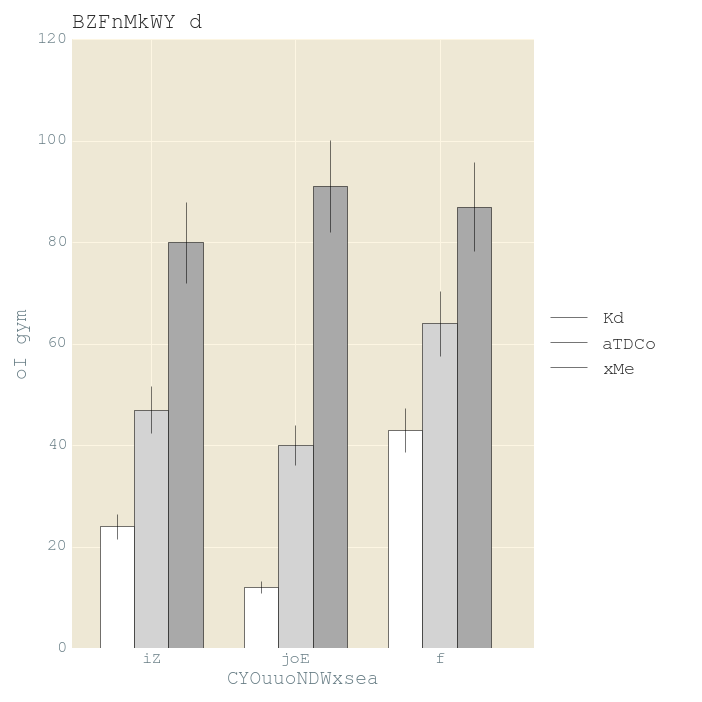 BZFnMkWY d
120
100
80
60
40
20
0
oI gym
iZ joE f
CYOuuoNDWxsea
Kd
aTDCo
xMe